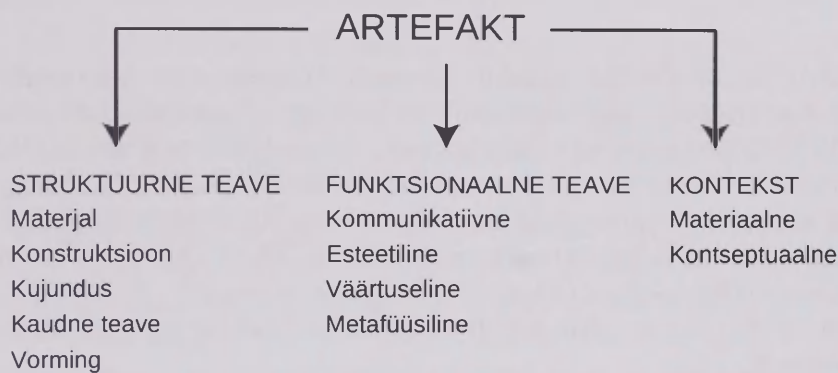 ARTEFAKT
STRUKTUURNE TEAVE
Materjal
Konstruktsioon
Kujundus
Kaudne teave
Vorming
FUNKTSIONAALNE TEAVE
Kommunikatiivne
Esteetiline
Väärtuseline
Metafüüsiline
KONTEKST
Materiaalne
Kontseptuaalne